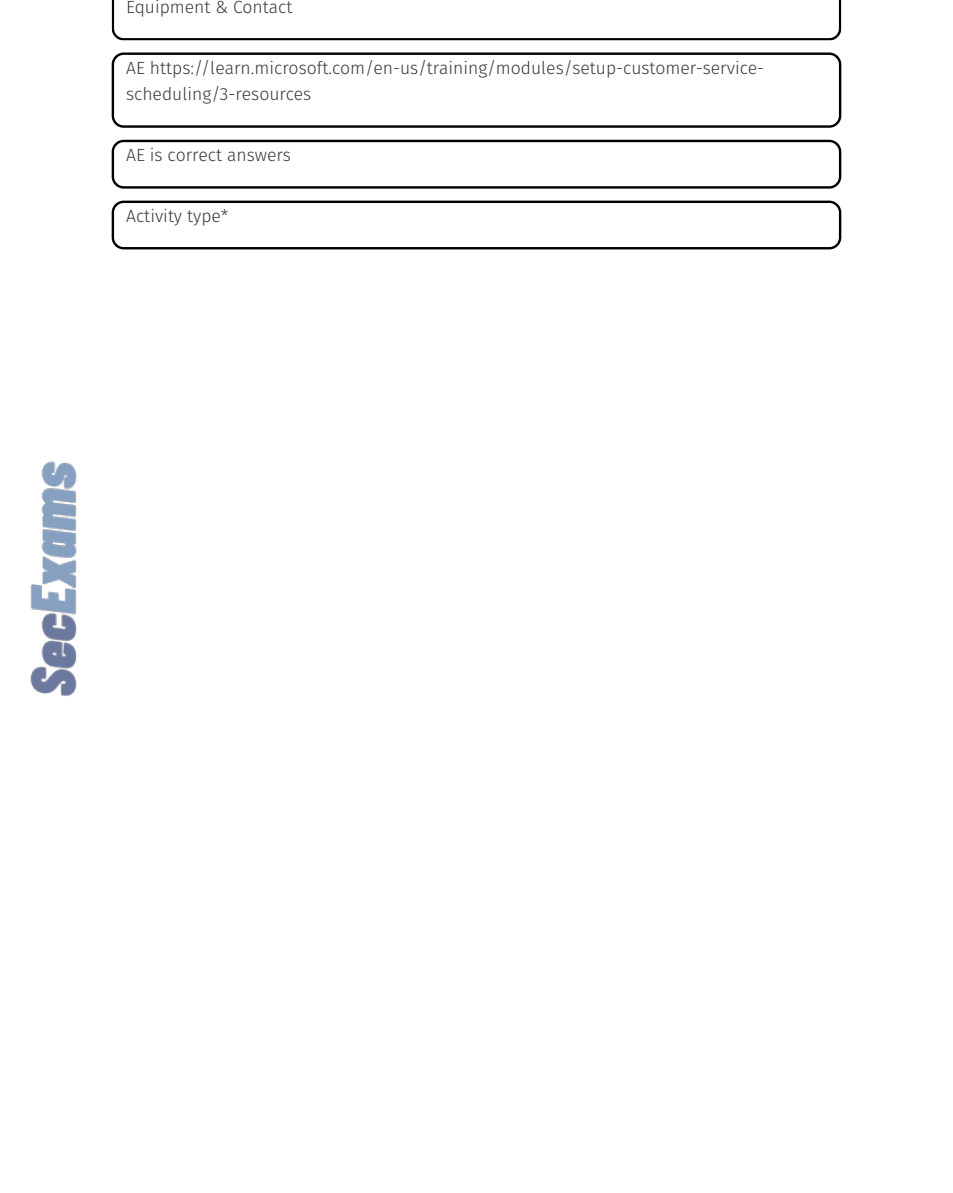 Equipment & Contact
AE https://learn.microsoft.com/en-us/training/modules/setup-customer-service-
scheduling/3-resources
AE is correct answers
Activity type*
SecExams